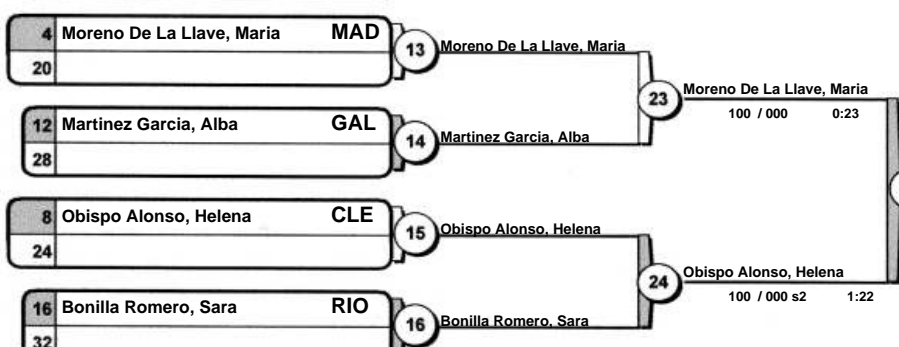 4 Moreno De La Llave, Maria MAD
20
13 Moreno De La Llave, Maria
12 Martinez Garcia, Alba GAL
28
14 Martinez Garcia, Alba
23 Moreno De La Llave, Maria
100 / 000 0:23
8 Obispo Alonso, Helena CLE
24
15 Obispo Alonso, Helena
16 Bonilla Romero, Sara RIO
32
16 Bonilla Romero, Sara
24 Obispo Alonso, Helena
100 / 000 s2 1:22